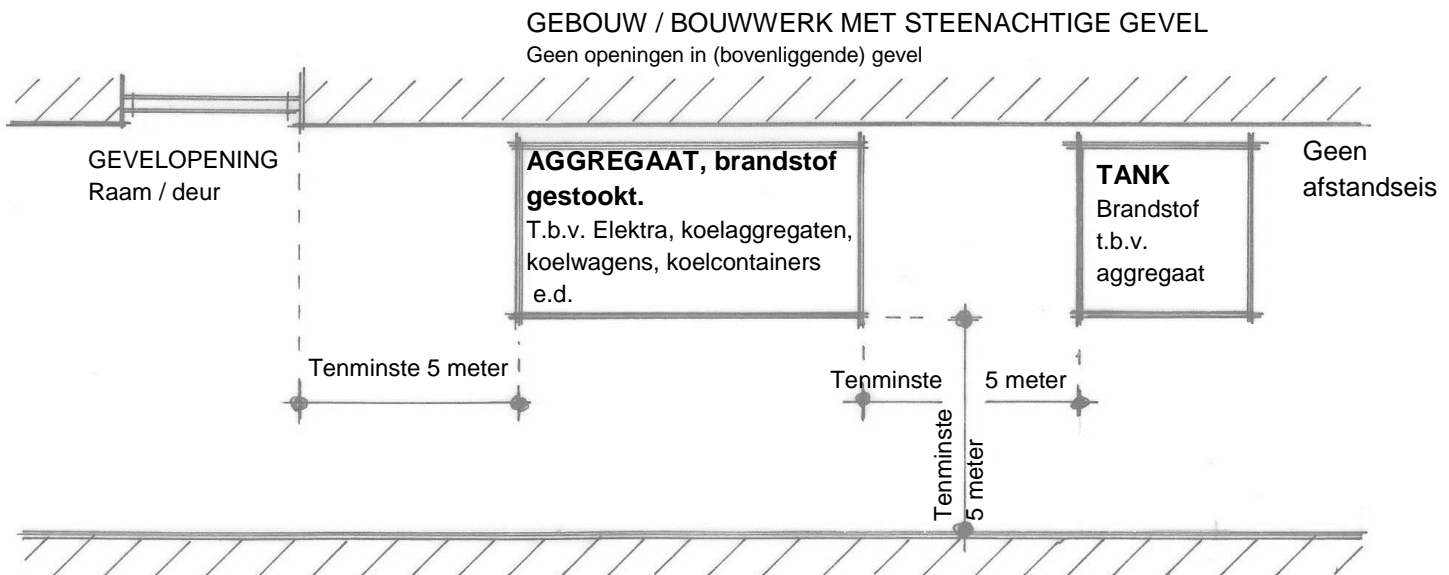 GEBOUW / BOUWWERK MET STEENACHTIGE GEVEL
Geen openingen in (bovenliggende) gevel
GEVELOPENING
Raam / deur
AGGREGAAT, brandstof
gestookt.
T.b.v. Elektra, koelaggregaten,
koelwagens, koelcontainers
e.d.
TANK
Brandstof
t.b.v.
aggregaat
Geen
afstandseis
Tenminste 5 meter
Tenminste 5 meter
Tenminste
5 meter